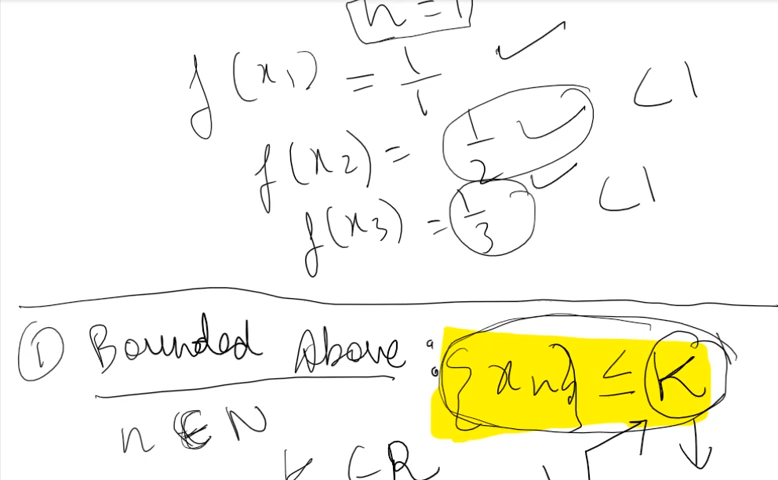 n = 1
f(x₁) = 1/1 ✓
f(x₂) = 1/2 ✓ < 1
f(x₃) = 1/3 ✓ < 1
① Bounded Above : {xn} ≤ K
n ∈ N
K ∈ R